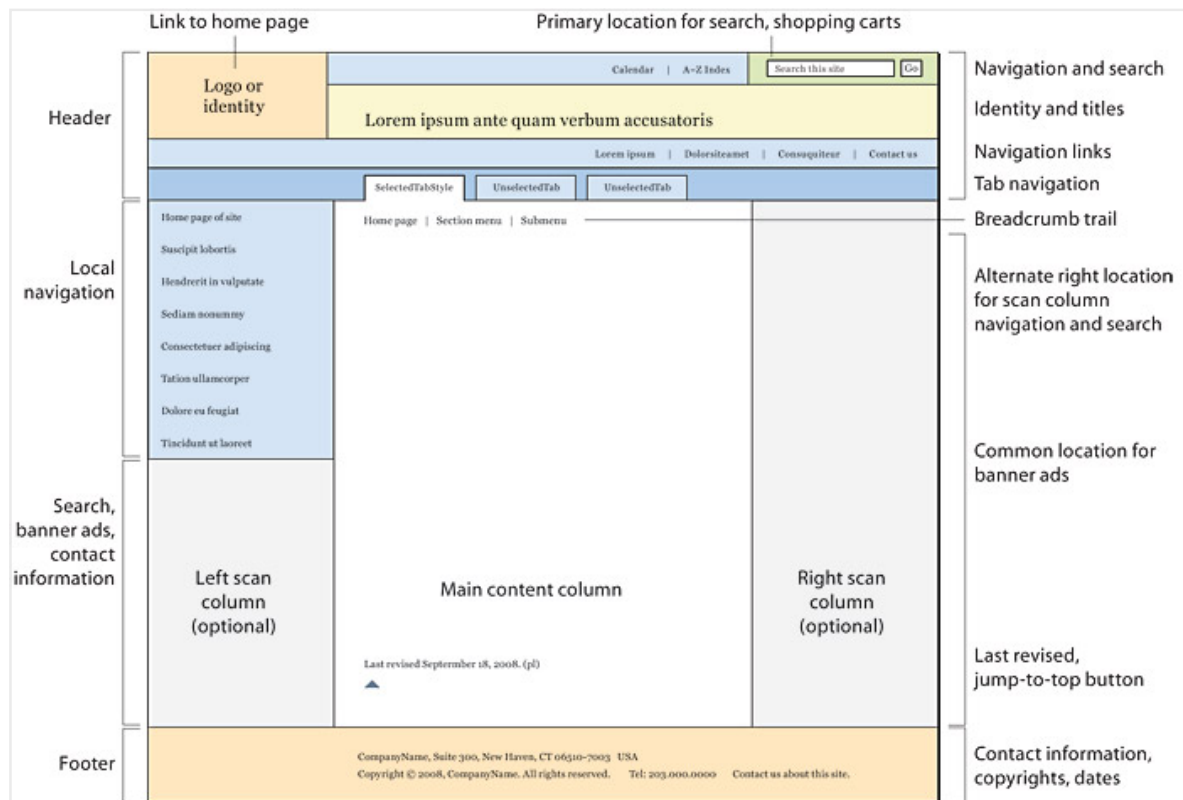 Link to home page
Primary location for search, shopping carts
Header
Logo or
identity
Calendar | A–Z Index
Search this site
Go
Navigation and search
Lorem ipsum ante quam verbum accusatoris
Identity and titles
Lorem ipsum | Dolorsiteamet | Consuquiteur | Contact us
Navigation links
SelectedTabStyle
UnselectedTab
UnselectedTab
Tab navigation
Home page | Section menu | Submenu
Breadcrumb trail
Local
navigation
Home page of site
Suscipit lobortis
Hendrerit in vulputate
Sediam nonummy
Consectetuer adipiscing
Tation ullamcorper
Dolore eu feugiat
Tincidunt ut laoreet
Alternate right location
for scan column
navigation and search
Common location for
banner ads
Search,
banner ads,
contact
information
Left scan
column
(optional)
Main content column
Right scan
column
(optional)
Last revised Septermber 18, 2008. (pl)
Last revised,
jump-to-top button
Footer
CompanyName, Suite 300, New Haven, CT 06510–7003 USA
Copyright © 2008, CompanyName. All rights reserved. Tel: 203.000.0000 Contact us about this site.
Contact information,
copyrights, dates